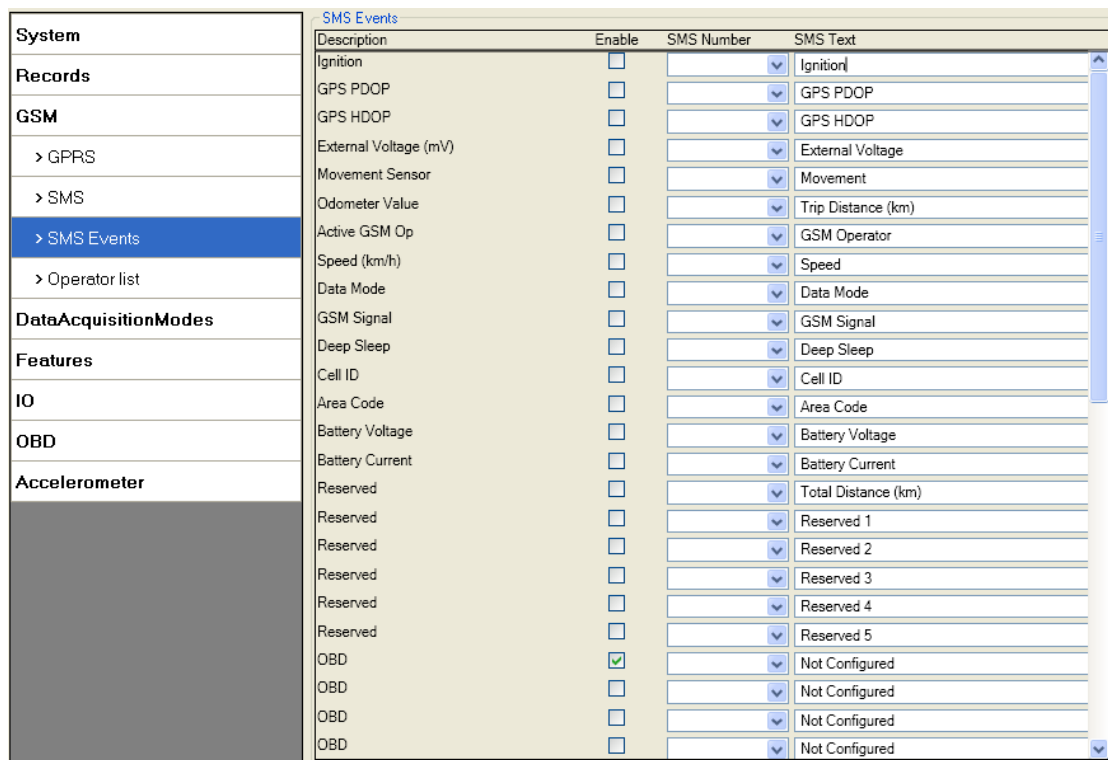 System
Records
GSM
> GPRS
> SMS
> SMS Events
> Operator list
DataAcquisitionModes
Features
IO
OBD
Accelerometer
SMS Events
Description Enable SMS Number SMS Text
Ignition Ignition
GPS PDOP GPS PDOP
GPS HDOP GPS HDOP
External Voltage (mV) External Voltage
Movement Sensor Movement
Odometer Value Trip Distance (km)
Active GSM Op GSM Operator
Speed (km/h) Speed
Data Mode Data Mode
GSM Signal GSM Signal
Deep Sleep Deep Sleep
Cell ID Cell ID
Area Code Area Code
Battery Voltage Battery Voltage
Battery Current Battery Current
Reserved Total Distance (km)
Reserved Reserved 1
Reserved Reserved 2
Reserved Reserved 3
Reserved Reserved 4
Reserved Reserved 5
OBD Not Configured
OBD Not Configured
OBD Not Configured
OBD Not Configured